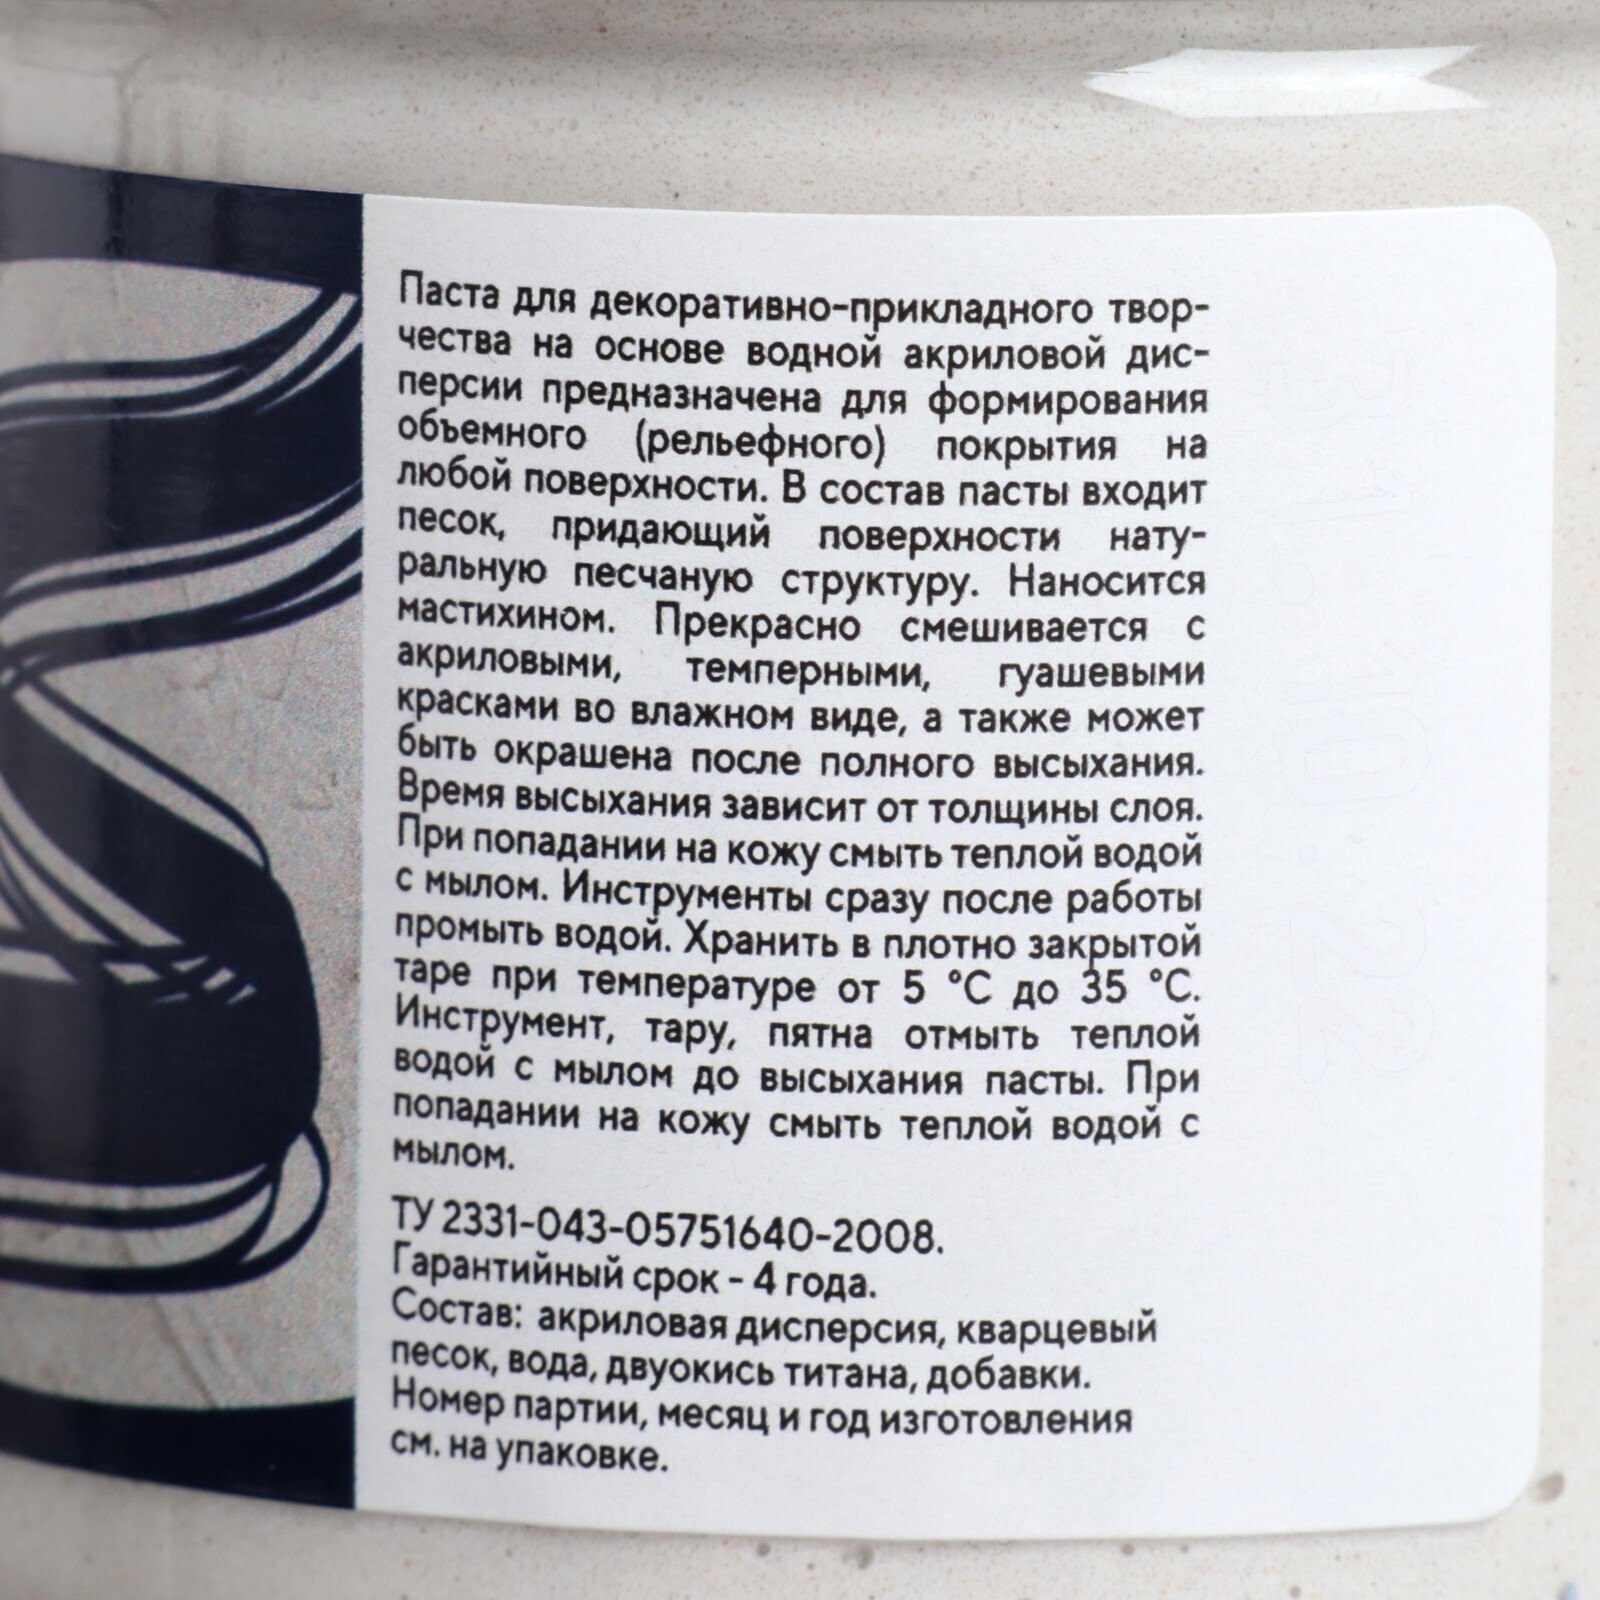 Паста для декоративно-прикладного твор-
чества на основе водной акриловой дис-
персии предназначена для формирования
объемного (рельефного) покрытия на
любой поверхности. В состав пасты входит
песок, придающий поверхности нату-
ральную песчаную структуру. Наносится
мастихином. Прекрасно смешивается с
акриловыми, темперными, гуашевыми
красками во влажном виде, а также может
быть окрашена после полного высыхания.
Время высыхания зависит от толщины слоя.
При попадании на кожу смыть теплой водой
с мылом. Инструменты сразу после работы
промыть водой. Хранить в плотно закрытой
таре при температуре от 5 °C до 35 °C.
Инструмент, тару, пятна отмыть теплой
водой с мылом до высыхания пасты. При
попадании на кожу смыть теплой водой с
мылом.
ТУ 2331-043-05751640-2008.
Гарантийный срок - 4 года.
Состав: акриловая дисперсия, кварцевый
песок, вода, двуокись титана, добавки.
Номер партии, месяц и год изготовления
см. на упаковке.